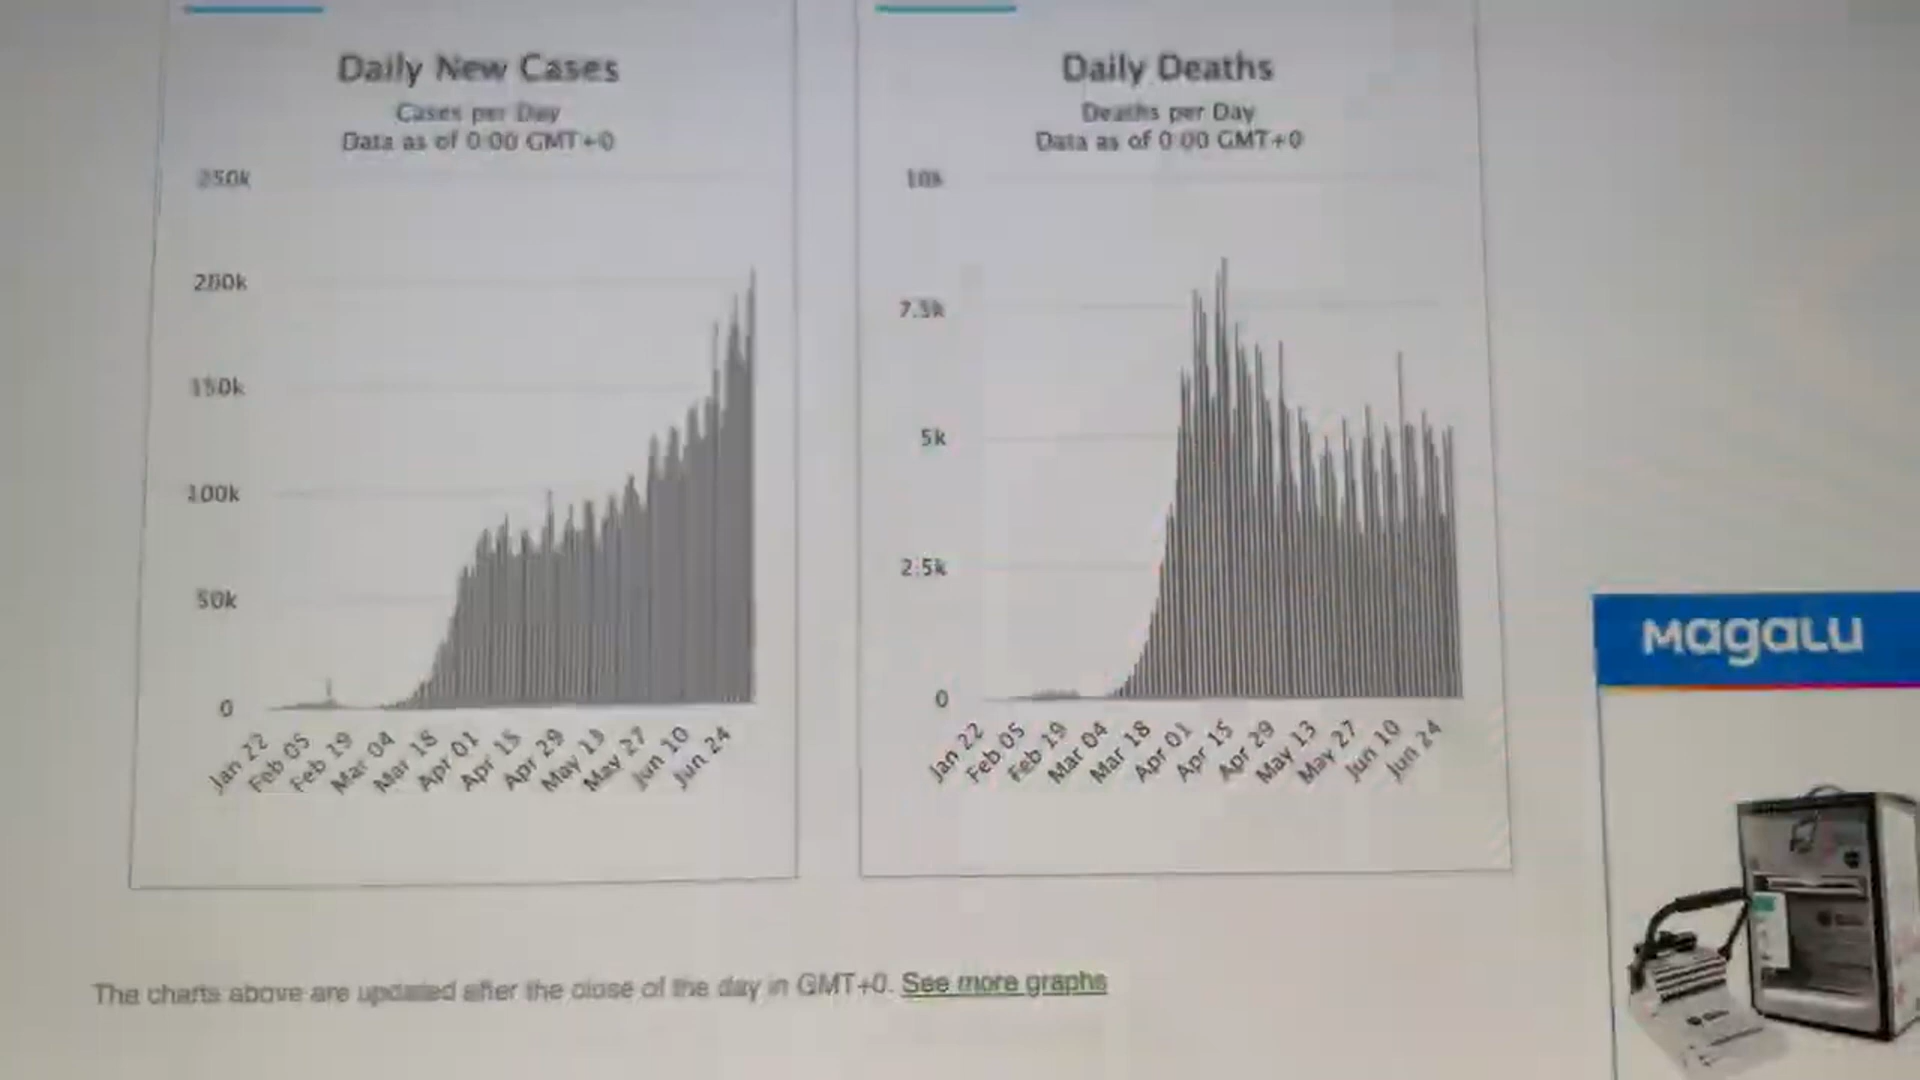 Daily New Cases
Cases per Day
Data as of 0:00 GMT+0
250k
200k
150k
100k
50k
0
Jan 22
Feb 05
Feb 19
Mar 04
Mar 18
Apr 01
Apr 15
Apr 29
May 13
May 27
Jun 10
Jun 24
Daily Deaths
Deaths per Day
Data as of 0:00 GMT+0
10k
7.5k
5k
2.5k
0
Jan 22
Feb 05
Feb 19
Mar 04
Mar 18
Apr 01
Apr 15
Apr 29
May 13
May 27
Jun 10
Jun 24
The charts above are updated after the close of the day in GMT+0. See more graphs
Magalu